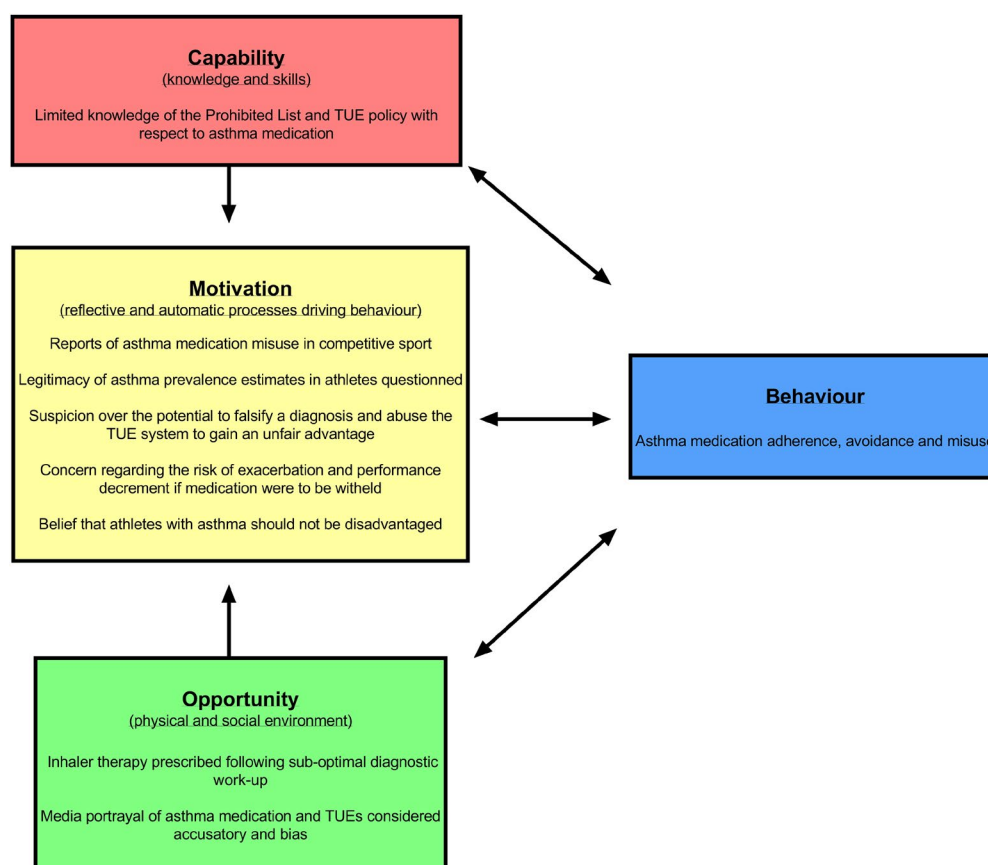 Capability
(knowledge and skills)
Limited knowledge of the Prohibited List and TUE policy with
respect to asthma medication
Motivation
(reflective and automatic processes driving behaviour)
Reports of asthma medication misuse in competitive sport
Legitimacy of asthma prevalence estimates in athletes questionned
Suspicion over the potential to falsify a diagnosis and abuse the
TUE system to gain an unfair advantage
Concern regarding the risk of exacerbation and performance
decrement if medication were to be witheld
Belief that athletes with asthma should not be disadvantaged
Behaviour
Asthma medication adherence, avoidance and misuse
Opportunity
(physical and social environment)
Inhaler therapy prescribed following sub-optimal diagnostic
work-up
Media portrayal of asthma medication and TUEs considered
accusatory and bias